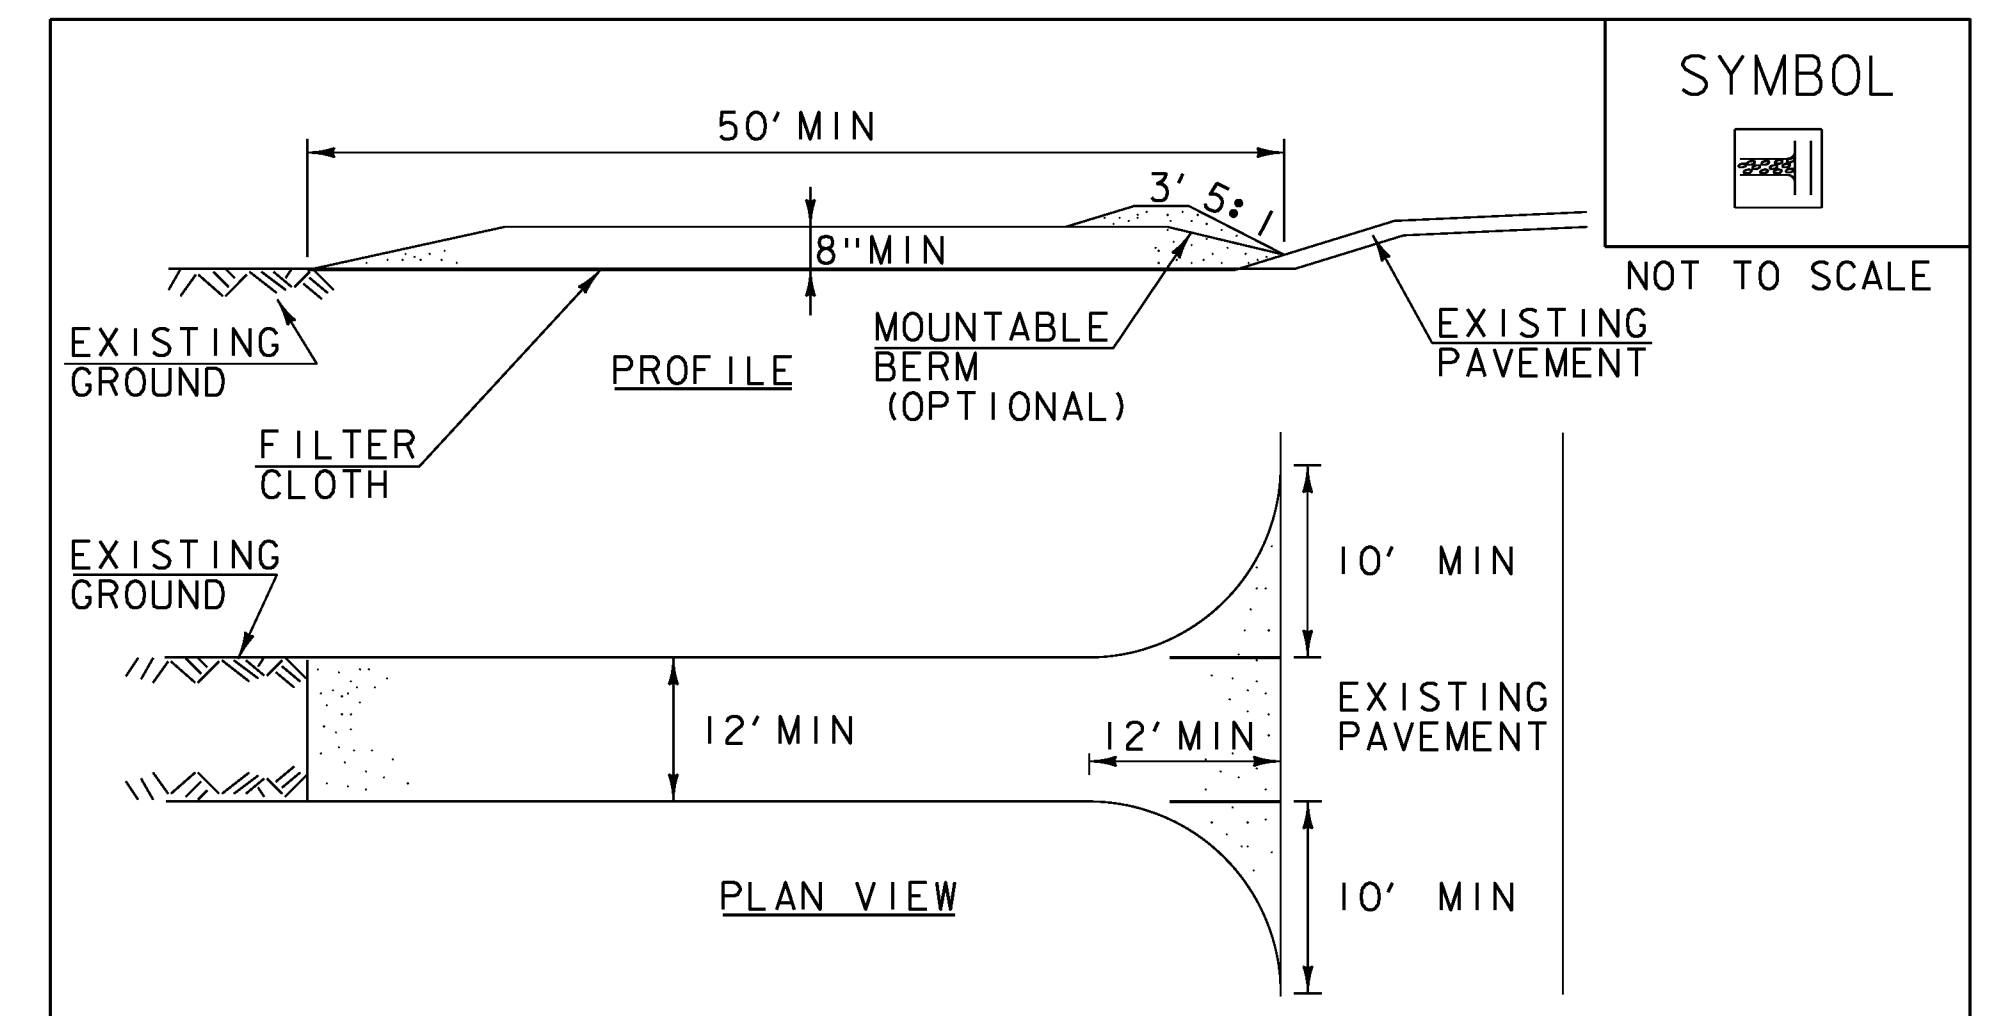 SYMBOL
50' MIN
3' 5:1
8" MIN
NOT TO SCALE
EXISTING
GROUND
PROFILE
MOUNTABLE
BERM
(OPTIONAL)
EXISTING
PAVEMENT
FILTER
CLOTH
EXISTING
GROUND
10' MIN
12' MIN
12' MIN
EXISTING
PAVEMENT
PLAN VIEW
10' MIN